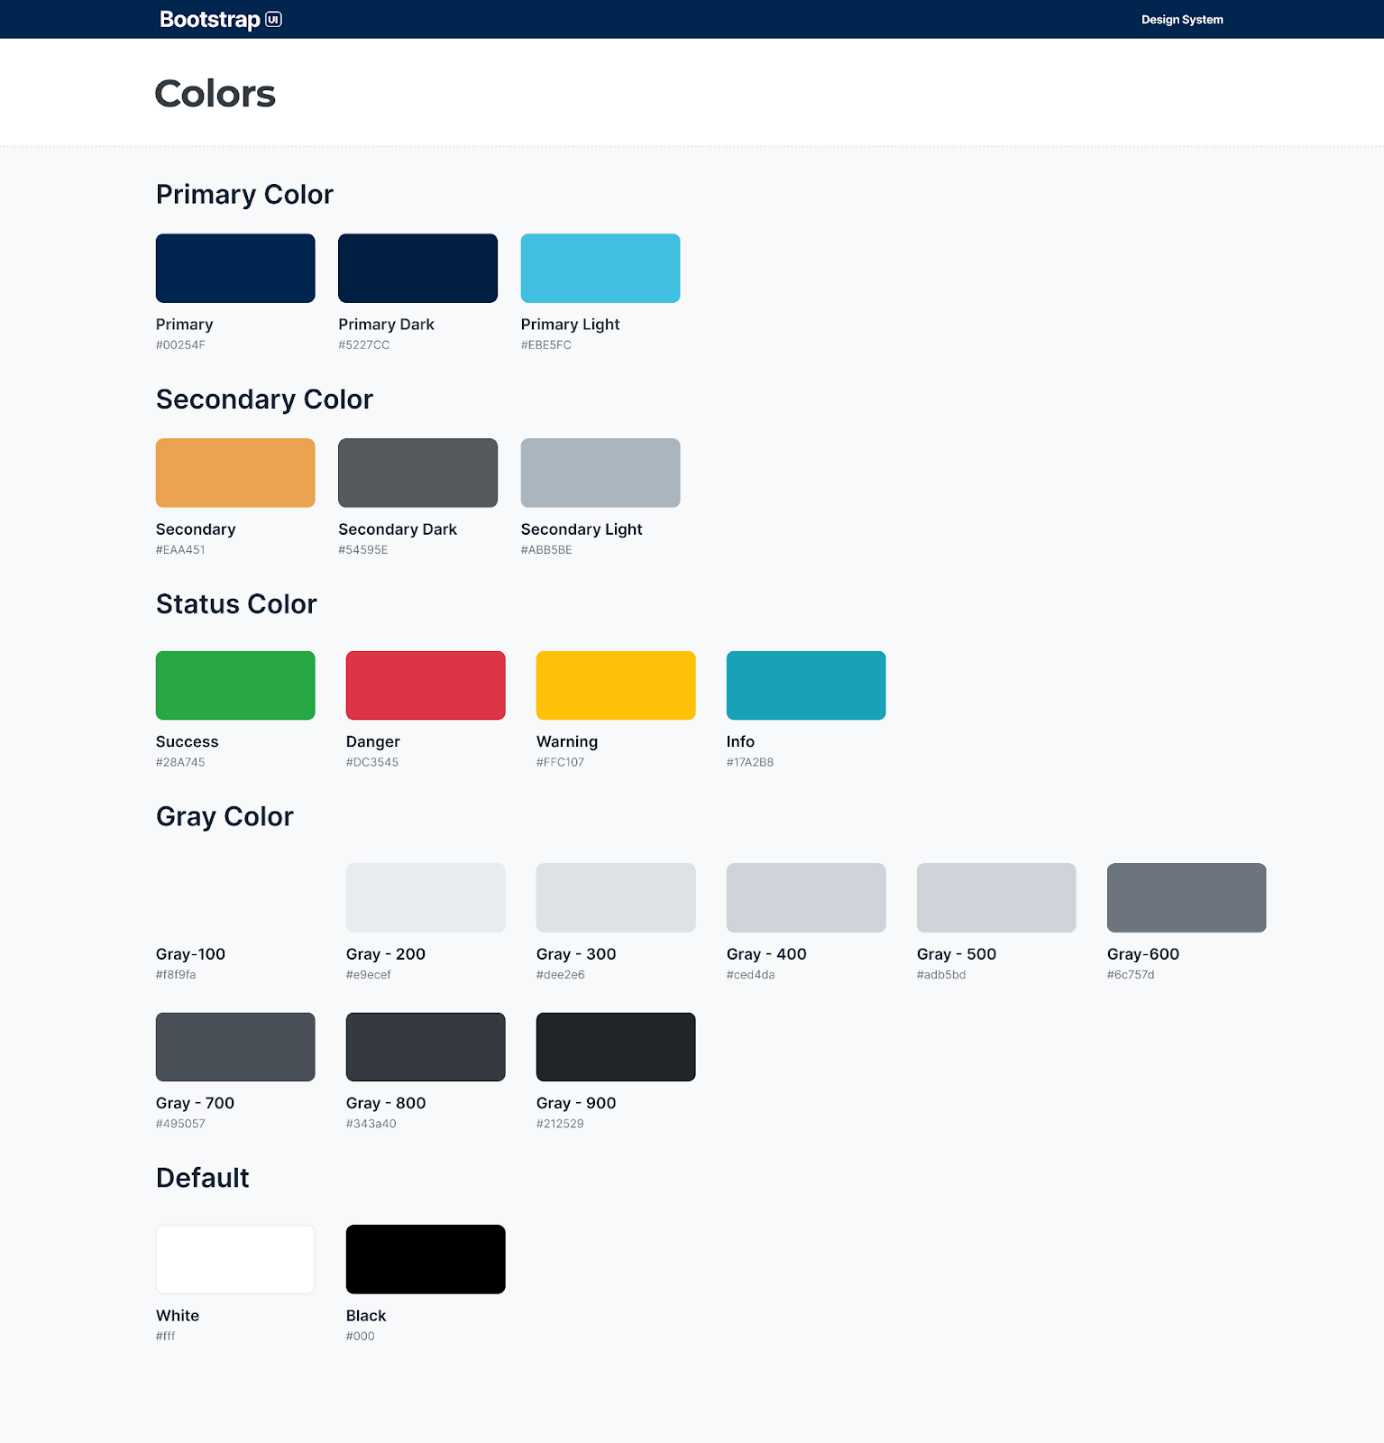 Bootstrap UI
Design System
Colors
Primary Color
Primary
Primary Dark
Primary Light
#00254F
#5227CC
#EBE5FC
Secondary Color
Secondary
Secondary Dark
Secondary Light
#EAA451
#54595E
#ABB5BE
Status Color
Success
Danger
Warning
Info
#28A745
#DC3545
#FFC107
#17A2B8
Gray Color
Gray-100
Gray - 200
Gray - 300
Gray - 400
Gray - 500
Gray-600
#f8f9fa
#e9ecef
#dee2e6
#ced4da
#adb5bd
#6c757d
Gray - 700
Gray - 800
Gray - 900
#495057
#343a40
#212529
Default
White
Black
#fff
#000